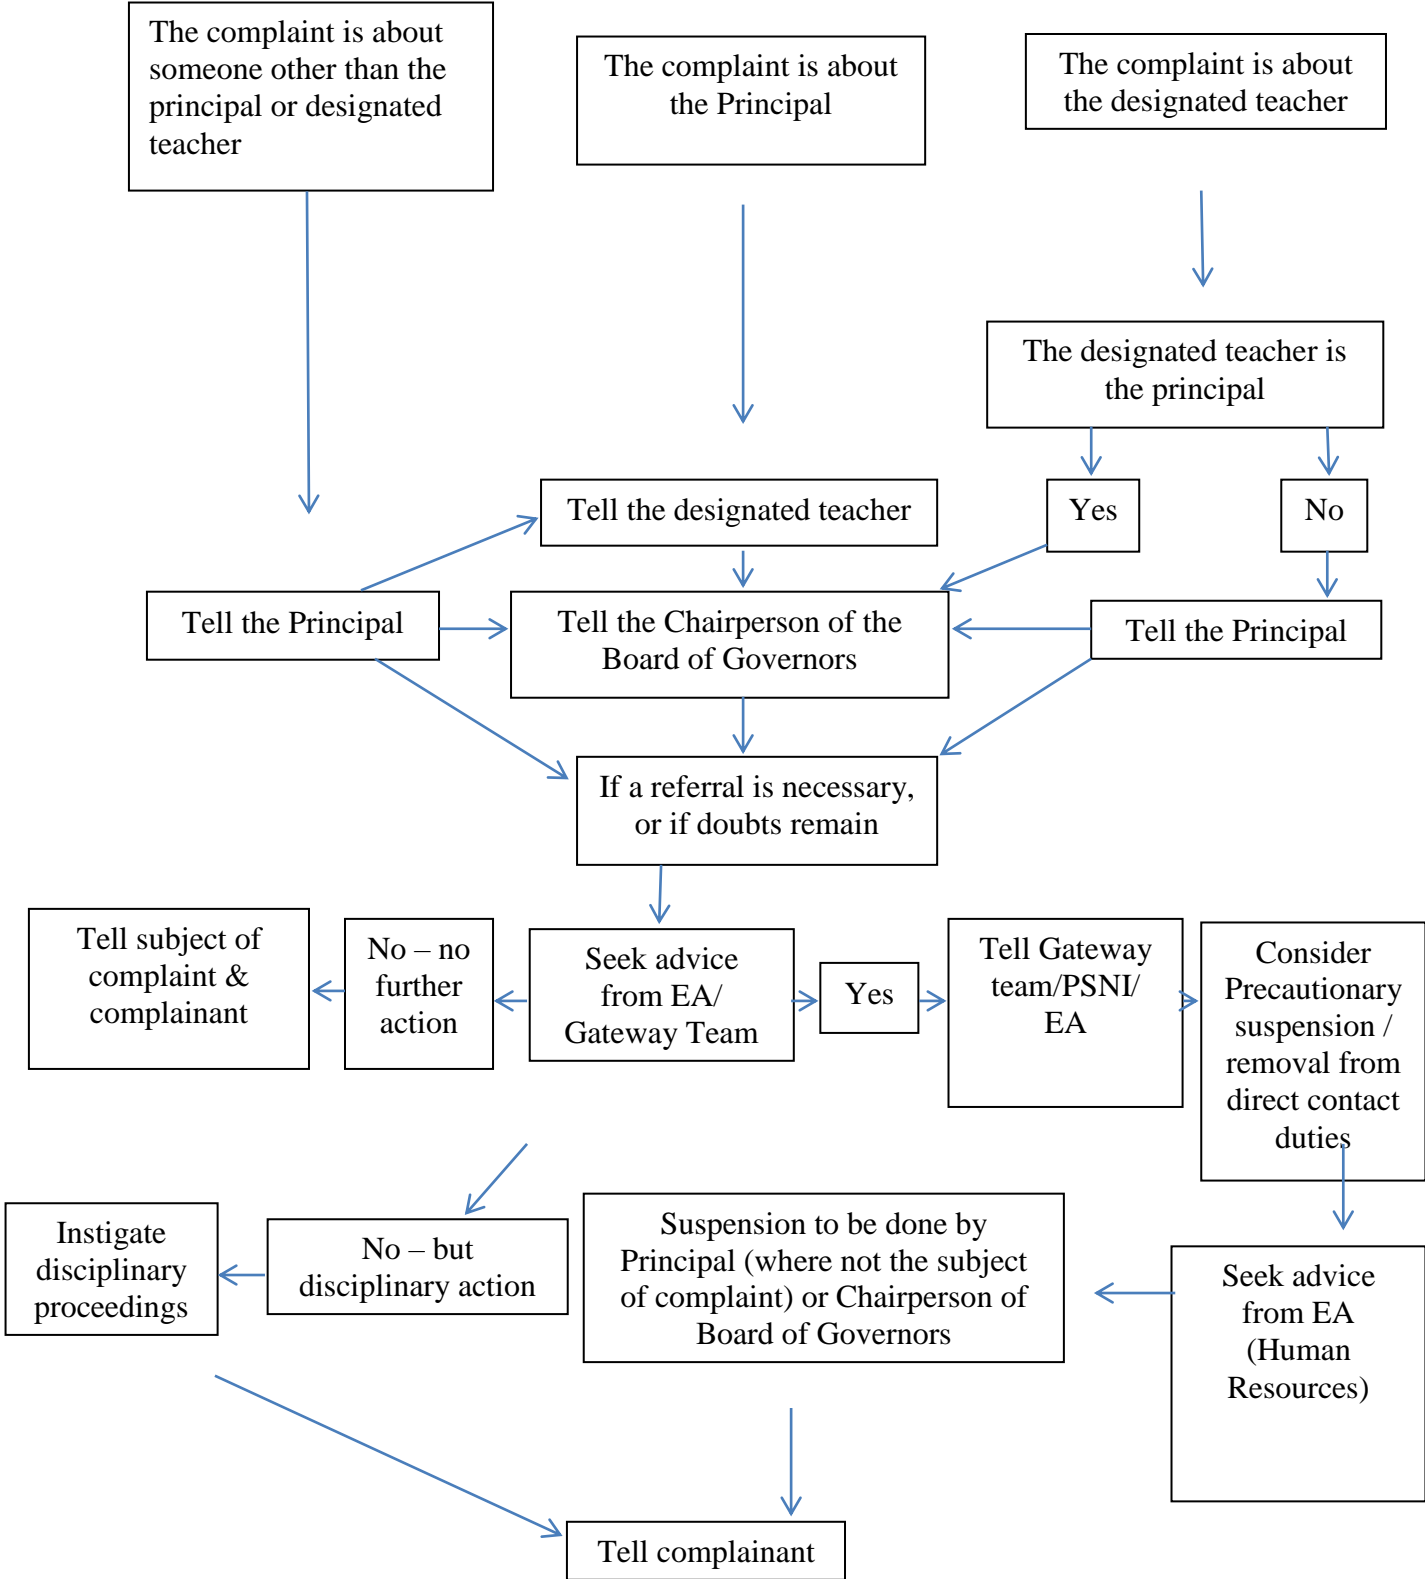 The complaint is about
someone other than the
principal or designated
teacher
The complaint is about
the Principal
The complaint is about
the designated teacher
The designated teacher is
the principal
Tell the designated teacher
Yes
No
Tell the Principal
Tell the Chairperson of the
Board of Governors
Tell the Principal
If a referral is necessary,
or if doubts remain
Tell subject of
complaint &
complainant
No – no
further
action
Seek advice
from EA/
Gateway Team
Yes
Tell Gateway
team/PSNI/
EA
Consider
Precautionary
suspension /
removal from
direct contact
duties
Instigate
disciplinary
proceedings
No – but
disciplinary action
Suspension to be done by
Principal (where not the subject
of complaint) or Chairperson of
Board of Governors
Seek advice
from EA
(Human
Resources)
Tell complainant